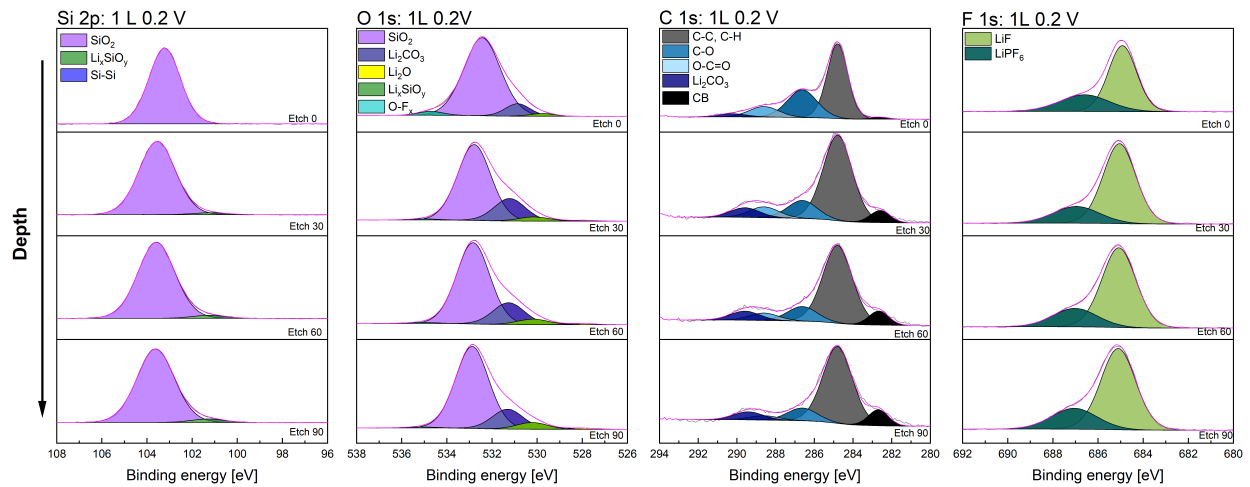 Si 2p: 1 L 0.2 V
SiO₂
LiₓSiOᵧ
Si-Si
Etch 0
Etch 30
Etch 60
Etch 90
108 106 104 102 100 98 96
Binding energy [eV]
Depth
O 1s: 1L 0.2V
SiO₂
Li₂CO₃
Li₂O
LiₓSiOᵧ
O-Fₓ
Etch 0
Etch 30
Etch 60
Etch 90
538 536 534 532 530 528 526
Binding energy [eV]
C 1s: 1L 0.2 V
C-C, C-H
C-O
O-C=O
Li₂CO₃
CB
Etch 0
Etch 30
Etch 60
Etch 90
294 292 290 288 286 284 282 280
Binding energy [eV]
F 1s: 1L 0.2 V
LiF
LiPF₆
Etch 0
Etch 30
Etch 60
Etch 90
692 690 688 686 684 682 680
Binding energy [eV]